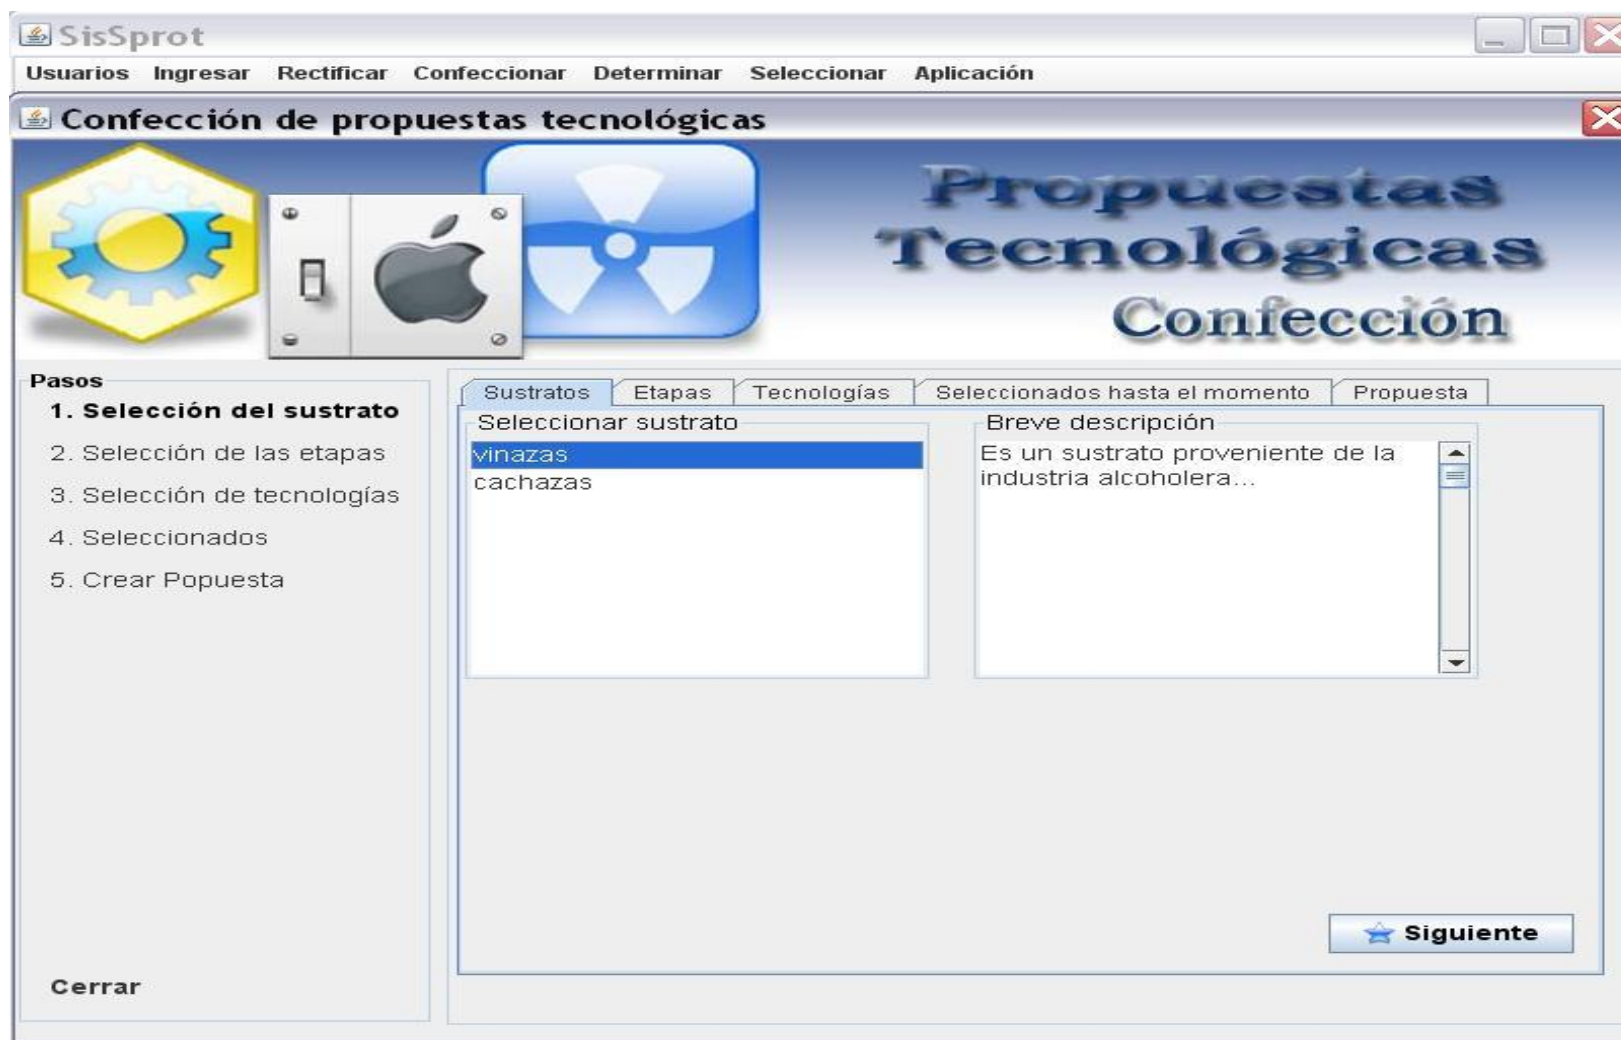 SisSprot
Usuarios Ingresar Rectificar Confeccionar Determinar Seleccionar Aplicación
Confección de propuestas tecnológicas
Propuestas
Tecnológicas
Confección
Pasos
1. Selección del sustrato
2. Selección de las etapas
3. Selección de tecnologías
4. Seleccionados
5. Crear Popuesta
Cerrar
Sustratos Etapas Tecnologías Seleccionados hasta el momento Propuesta
Seleccionar sustrato
vinazas
cachazas
Breve descripción
Es un sustrato proveniente de la
industria alcoholera...
Siguiente